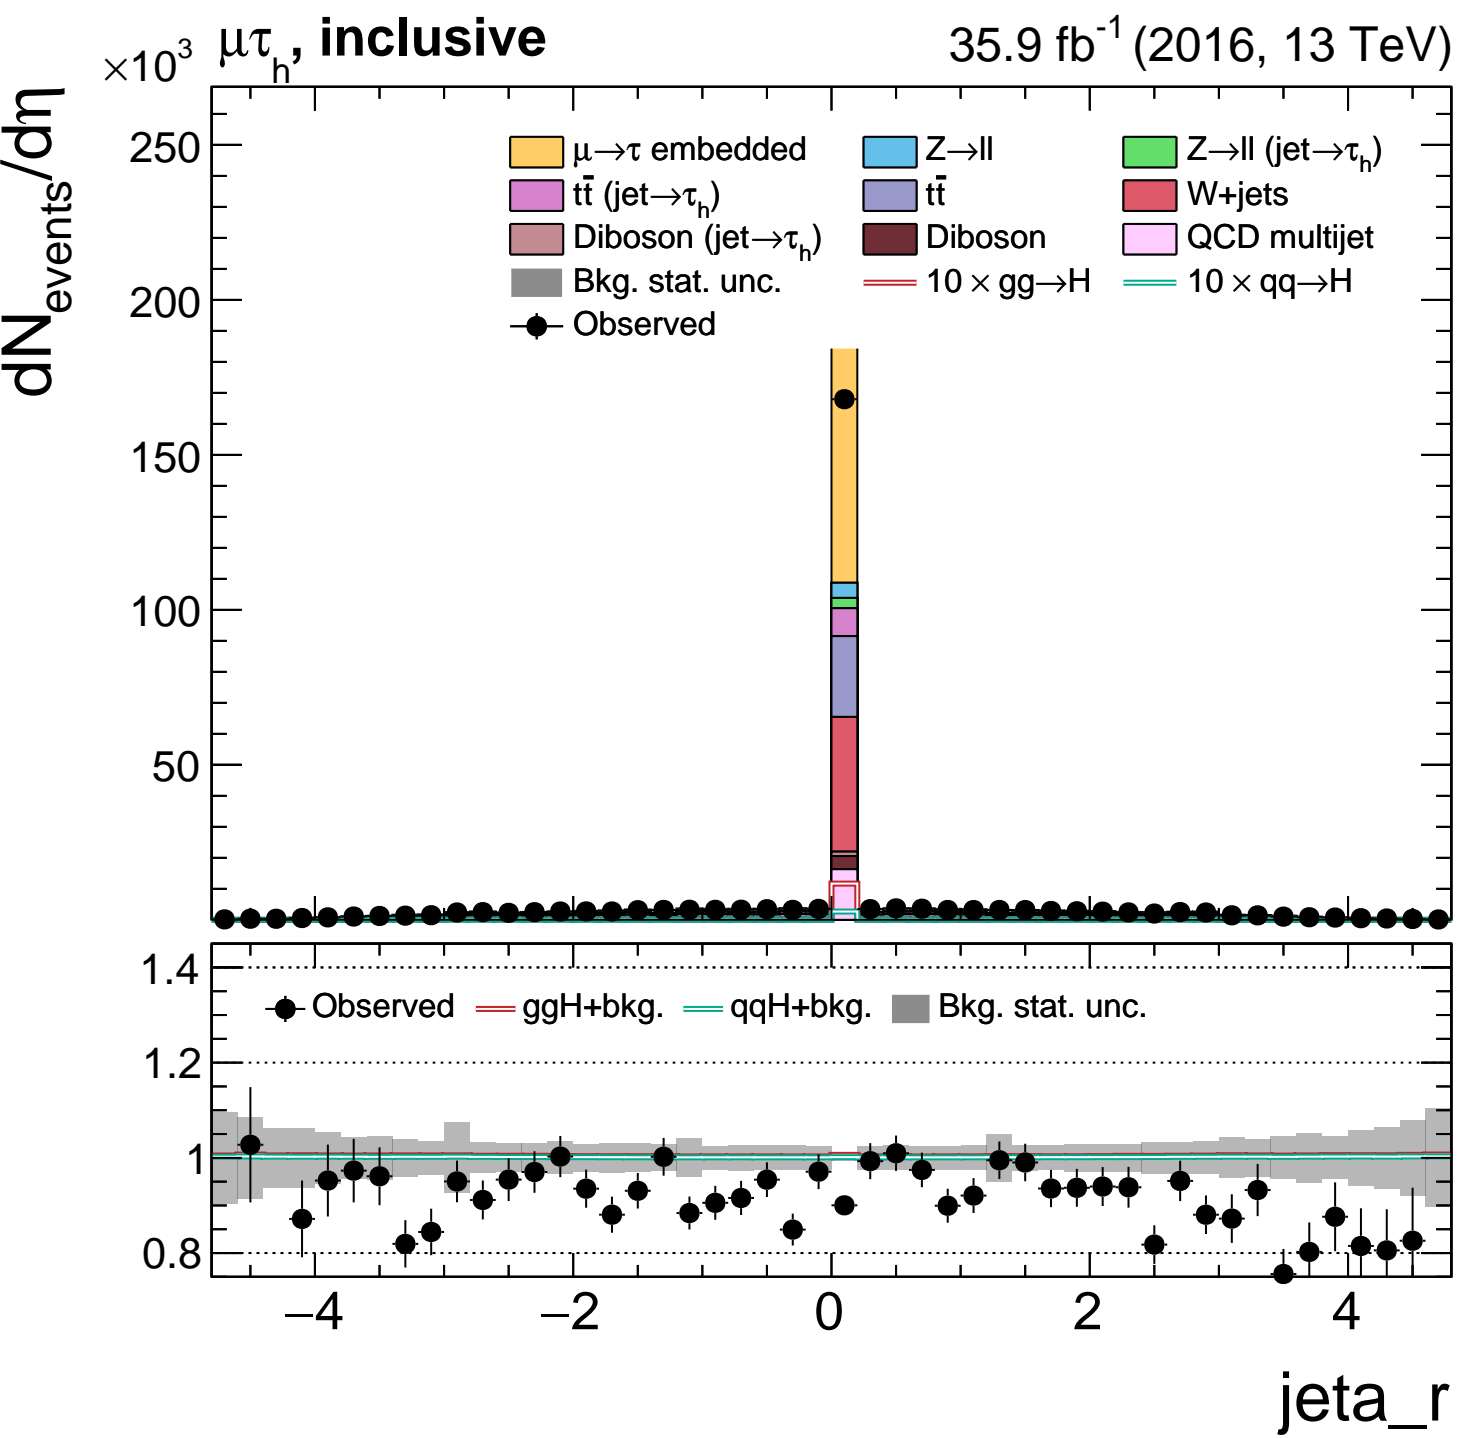 ×10³ μτₕ, inclusive 35.9 fb⁻¹ (2016, 13 TeV)
dN_events/dη
250
200
150
100
50
μ→τ embedded Z→ll Z→ll (jet→τₕ)
tt̄ (jet→τₕ) tt̄ W+jets
Diboson (jet→τₕ) Diboson QCD multijet
Bkg. stat. unc. 10 × gg→H 10 × qq→H
Observed
1.4
1.2
1
0.8
Observed ggH+bkg. qqH+bkg. Bkg. stat. unc.
−4 −2 0 2 4
jeta_r